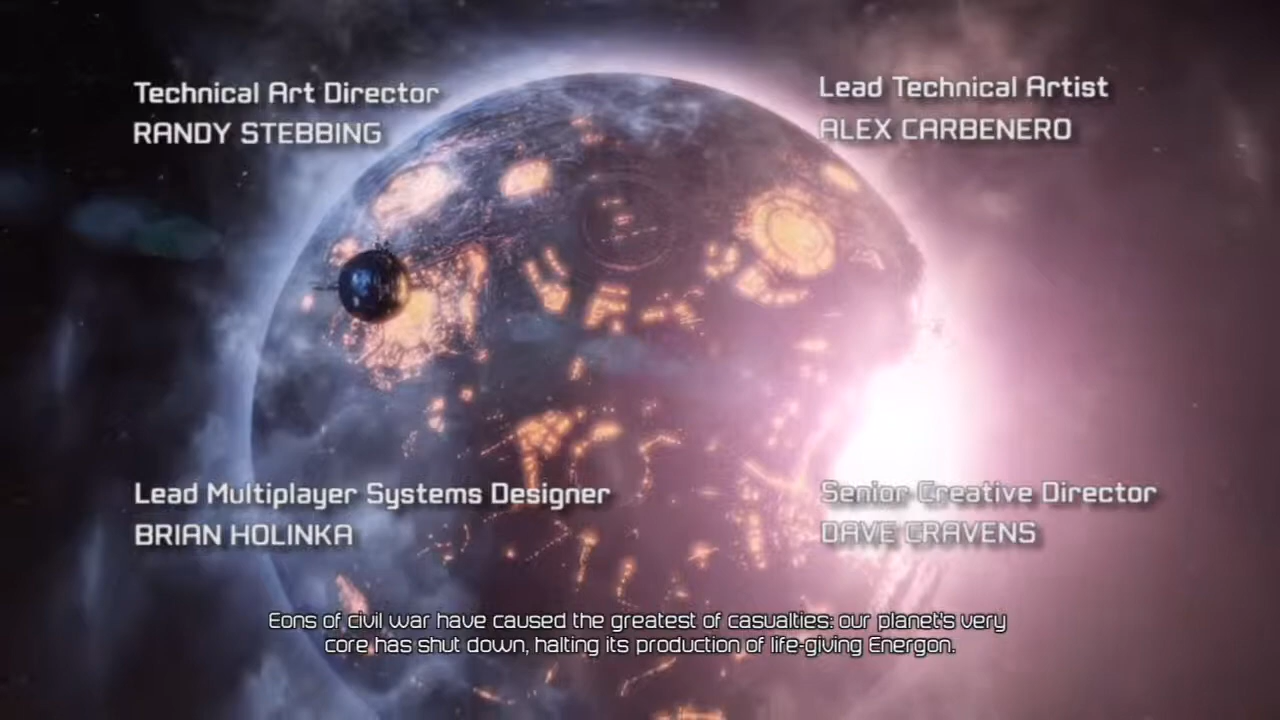 Technical Art Director
RANDY STEBBING
Lead Technical Artist
ALEX CARBENERO
Lead Multiplayer Systems Designer
BRIAN HOLINKA
Senior Creative Director
DAVE CRAVENS
Eons of civil war have caused the greatest of casualties: our planet's very
core has shut down, halting its production of life-giving Energon.